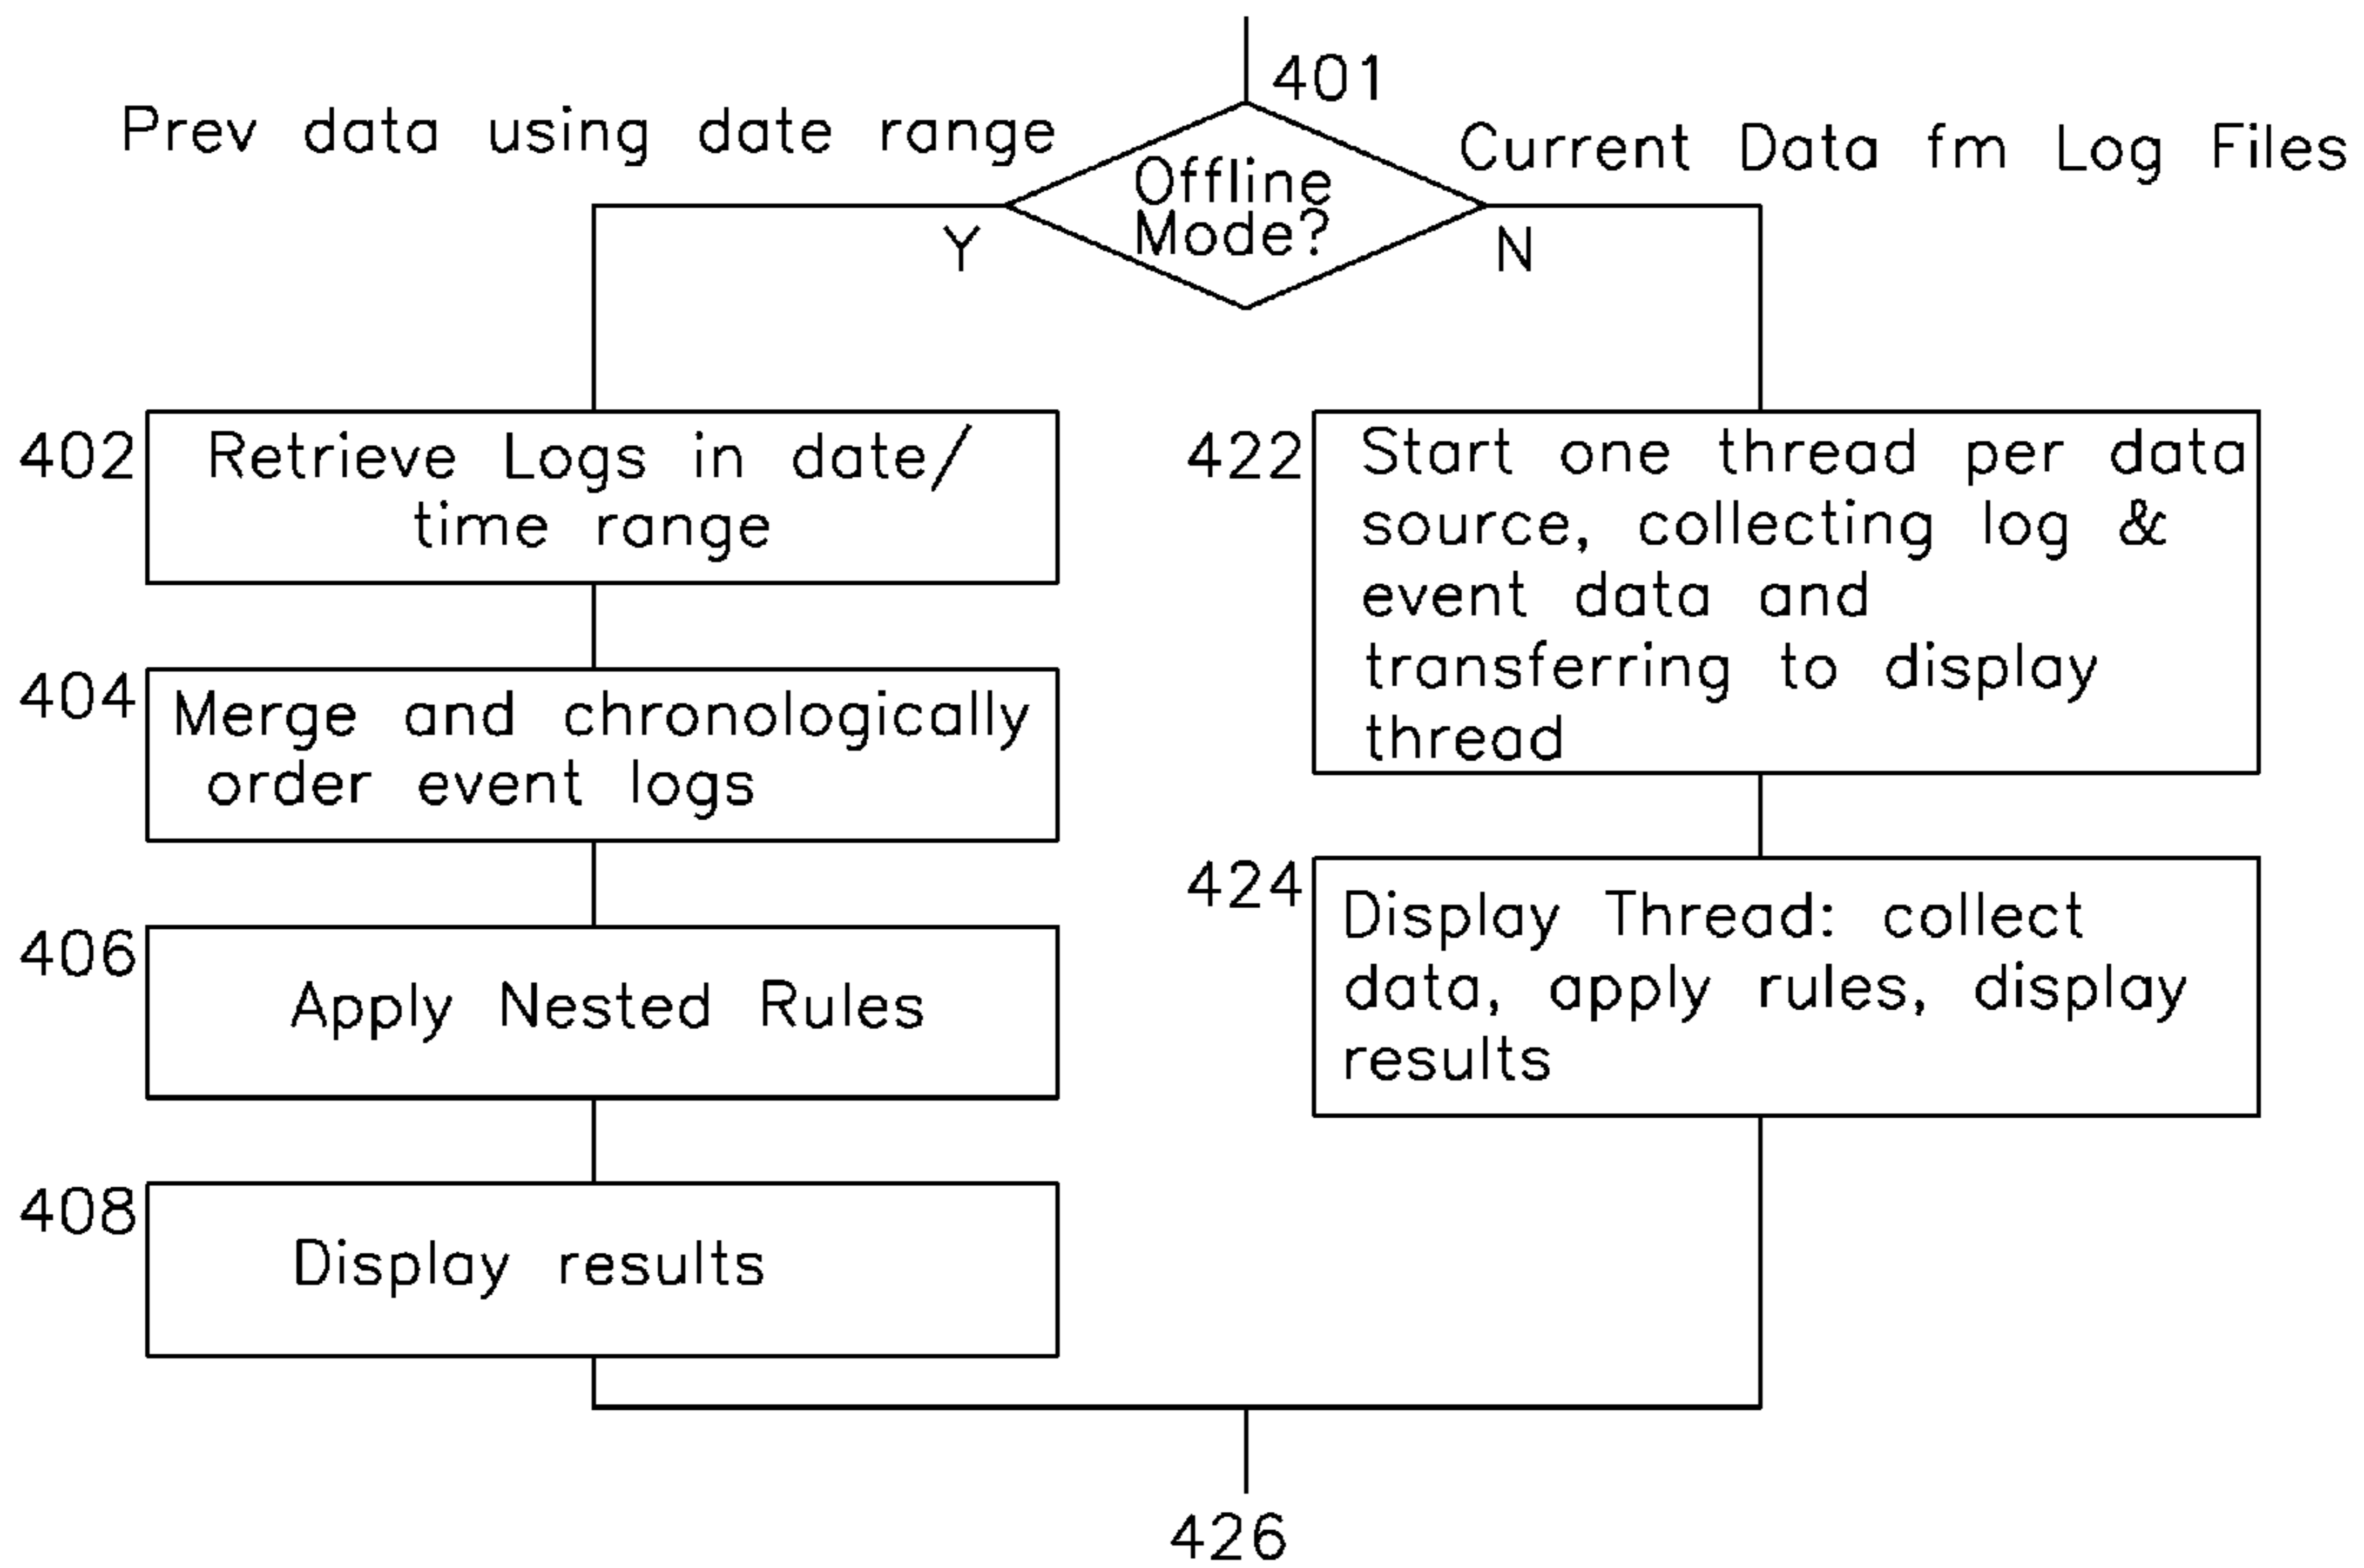 401
Prev data using date range
Current Data fm Log Files
Offline
Mode?
Y
N
402
Retrieve Logs in date/
time range
404
Merge and chronologically
order event logs
406
Apply Nested Rules
408
Display results
422
Start one thread per data
source, collecting log &
event data and
transferring to display
thread
424
Display Thread: collect
data, apply rules, display
results
426